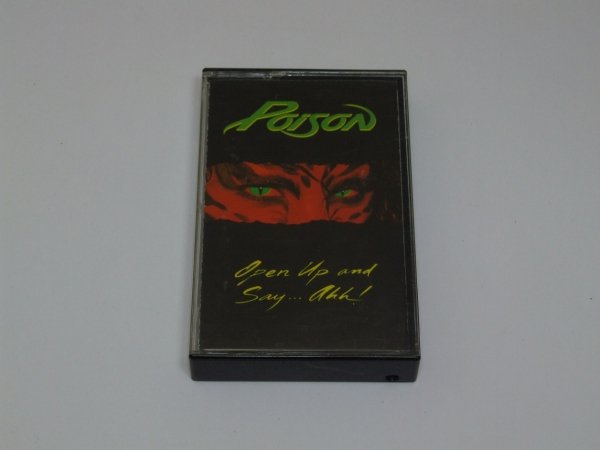 Poison
Open Up and
Say... Ahh!